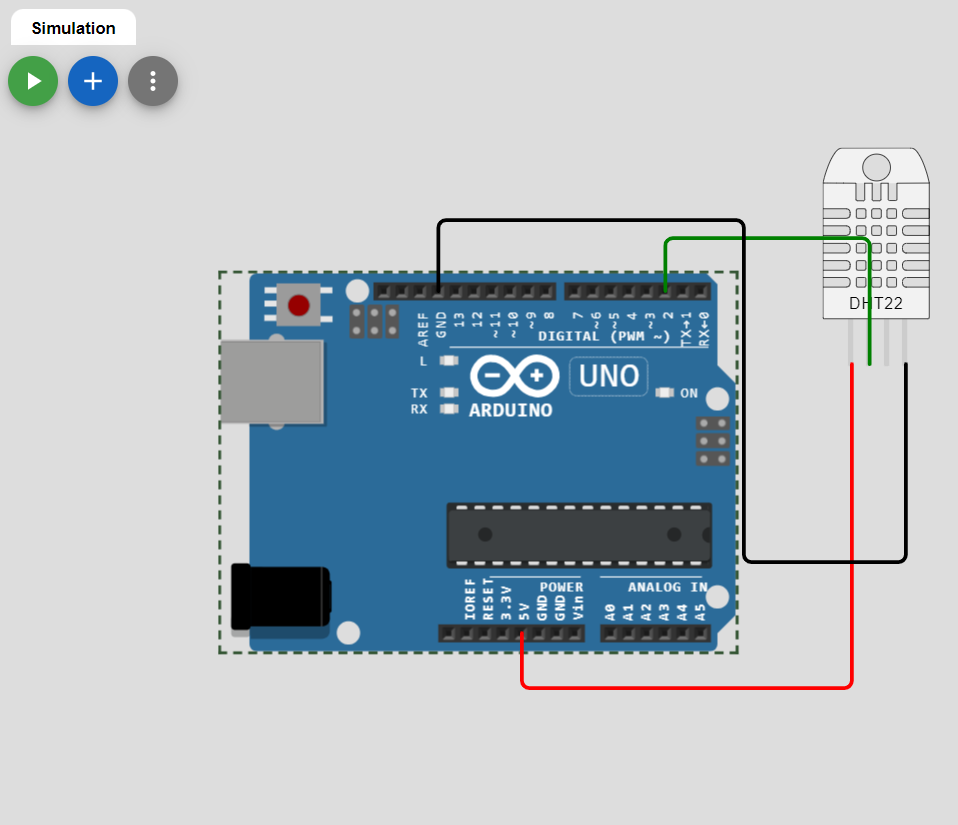 Simulation
DHT22
AREF
GND
13
12
~11
~10
~9
8
7
~6
~5
4
~3
2
TX→1
RX←0
DIGITAL (PWM ~)
L
TX
RX
UNO
ARDUINO
ON
IOREF
RESET
3.3V
5V
GND
GND
Vin
POWER
ANALOG IN
A0
A1
A2
A3
A4
A5